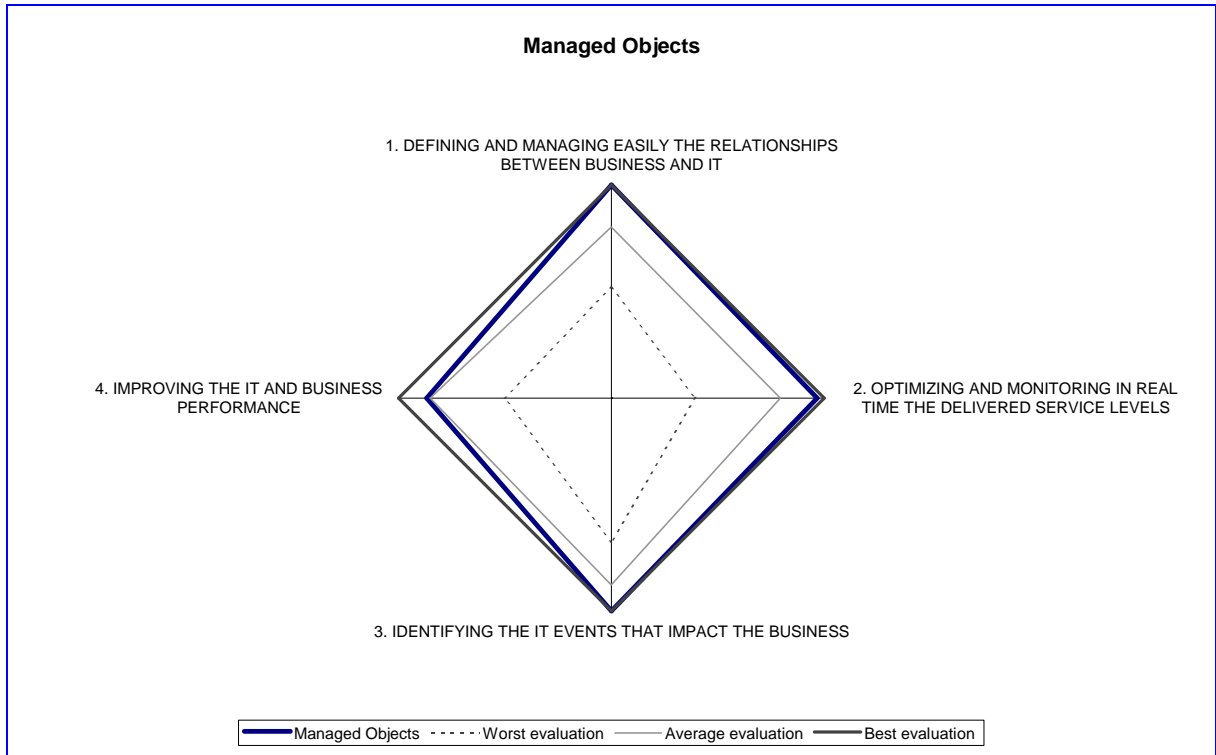 Managed Objects
1. DEFINING AND MANAGING EASILY THE RELATIONSHIPS
BETWEEN BUSINESS AND IT
2. OPTIMIZING AND MONITORING IN REAL
TIME THE DELIVERED SERVICE LEVELS
3. IDENTIFYING THE IT EVENTS THAT IMPACT THE BUSINESS
4. IMPROVING THE IT AND BUSINESS
PERFORMANCE
Managed Objects Worst evaluation Average evaluation Best evaluation